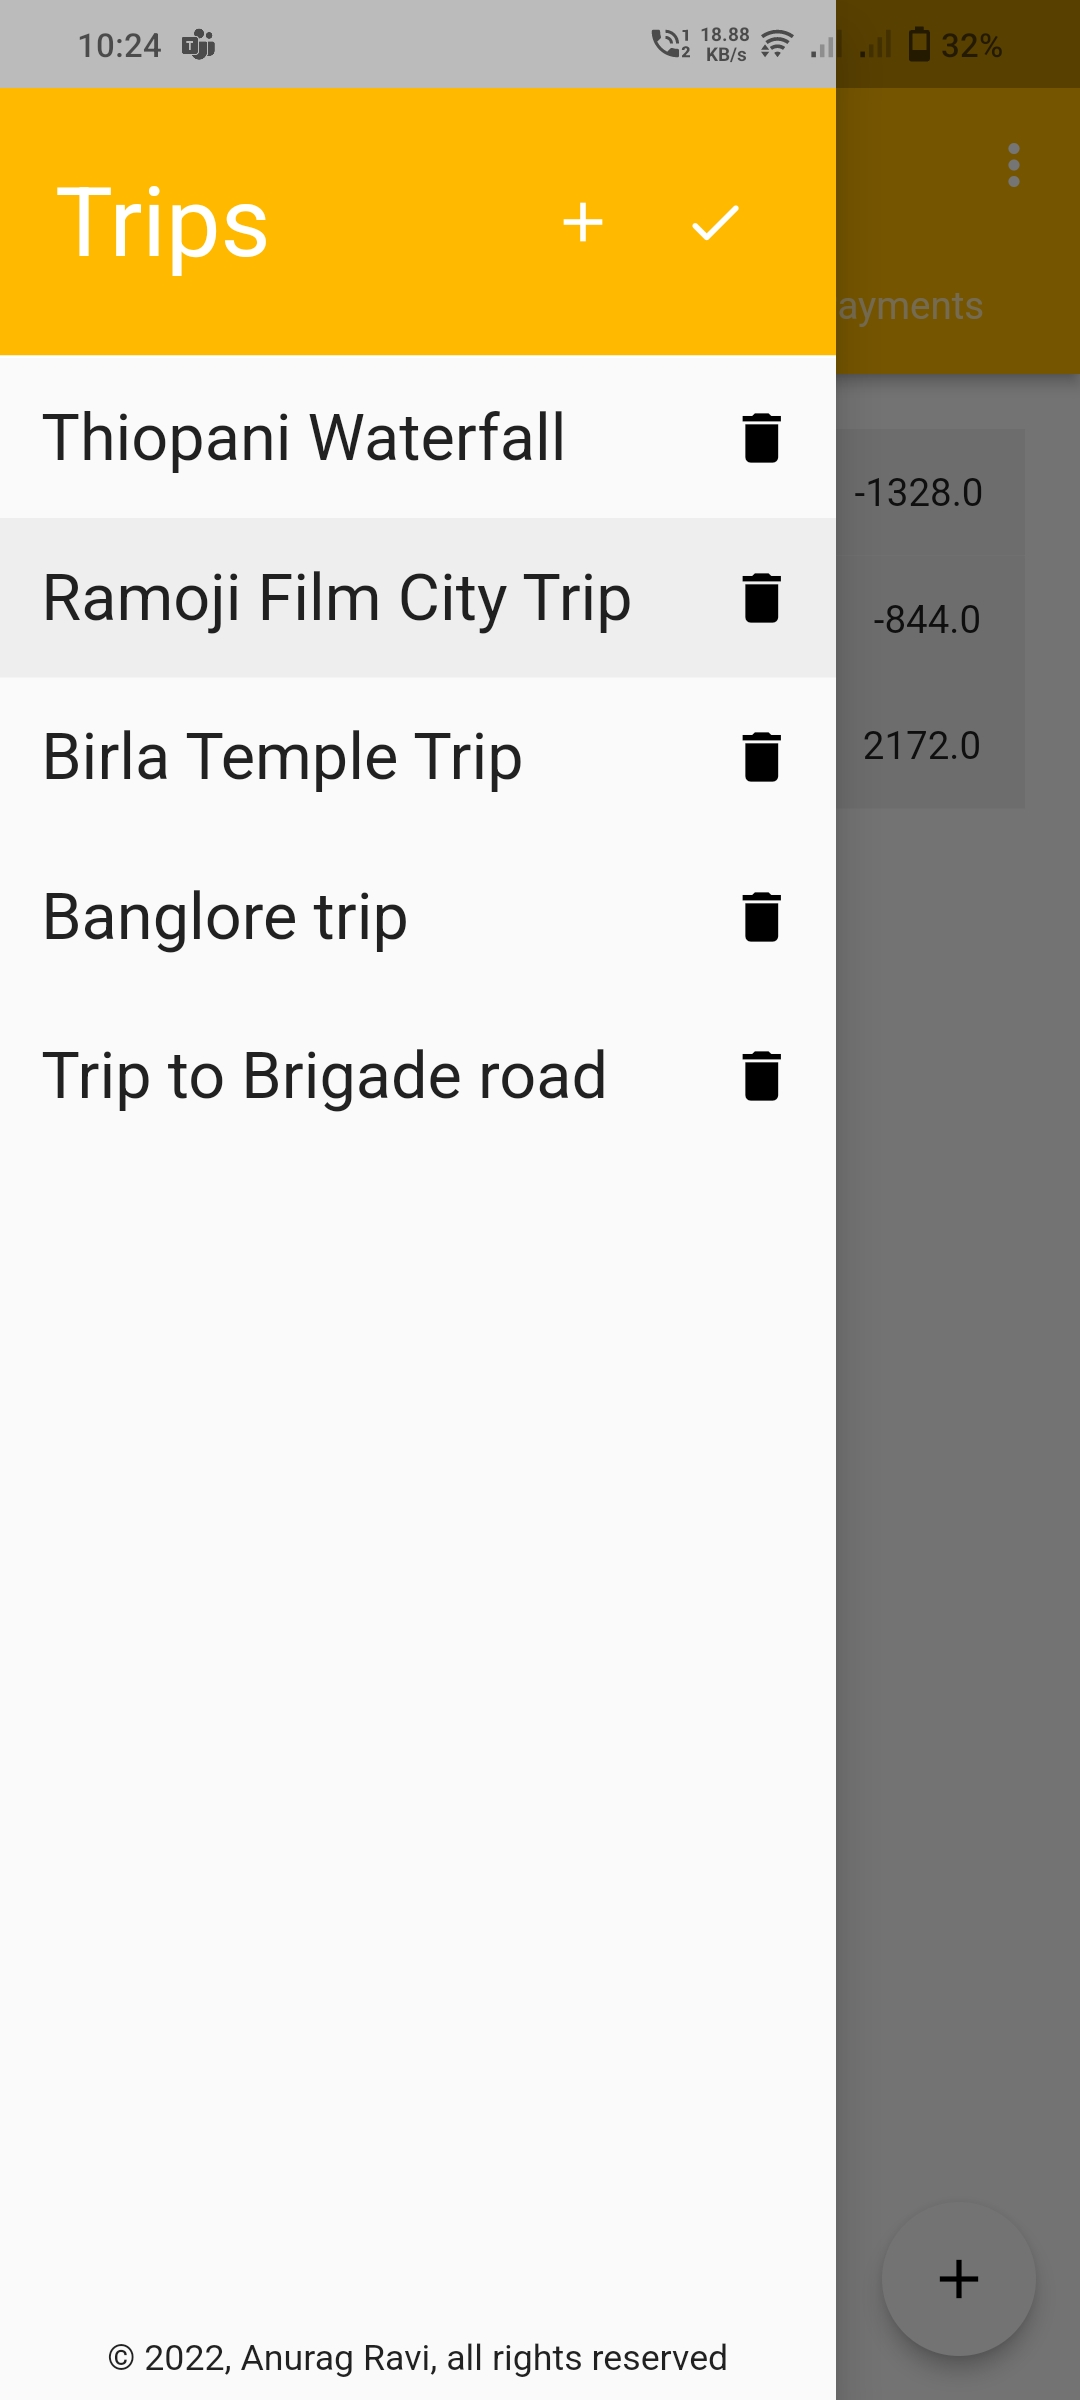 10:24
18.88
KB/s
32%
Trips
ayments
Thiopani Waterfall
-1328.0
Ramoji Film City Trip
-844.0
Birla Temple Trip
2172.0
Banglore trip
Trip to Brigade road
© 2022, Anurag Ravi, all rights reserved